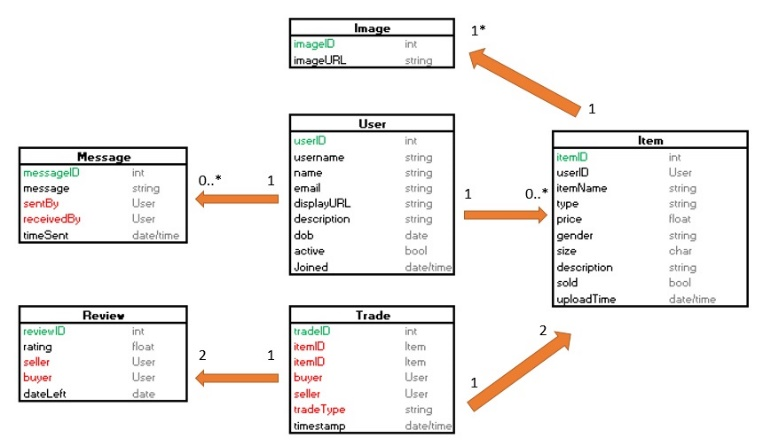 Image
imageID int
imageURL string
1*
1
User
userID int
username string
name string
email string
displayURL string
description string
dob date
active bool
Joined date/time
Message
messageID int
message string
sentBy User
receivedBy User
timeSent date/time
0..*
1
1
0..*
Item
itemID int
userID User
itemName string
type string
price float
gender string
size char
description string
sold bool
uploadTime date/time
Review
reviewID int
rating float
seller User
buyer User
dateLeft date
2
1
Trade
tradeID int
itemID Item
itemID Item
buyer User
seller User
tradeType string
timestamp date/time
1
2